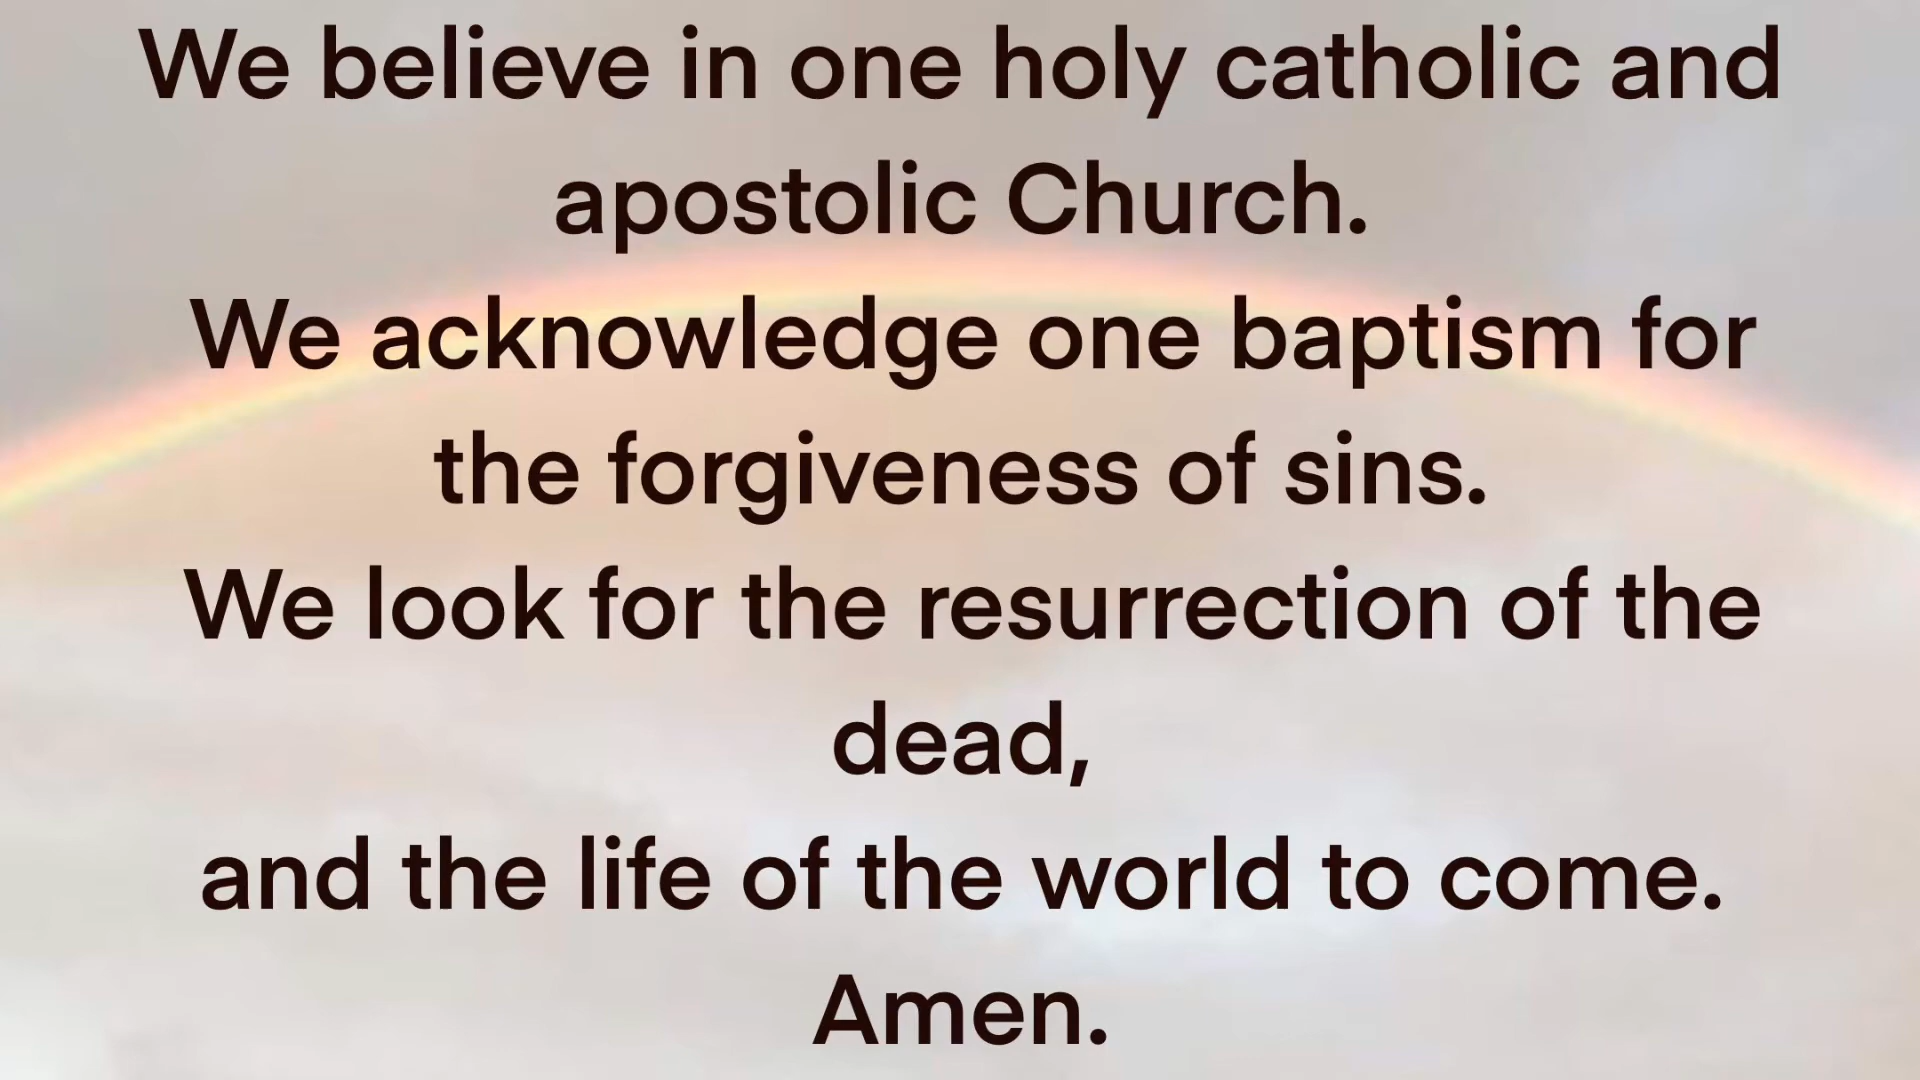 We believe in one holy catholic and
apostolic Church.
We acknowledge one baptism for
the forgiveness of sins.
We look for the resurrection of the
dead,
and the life of the world to come.
Amen.